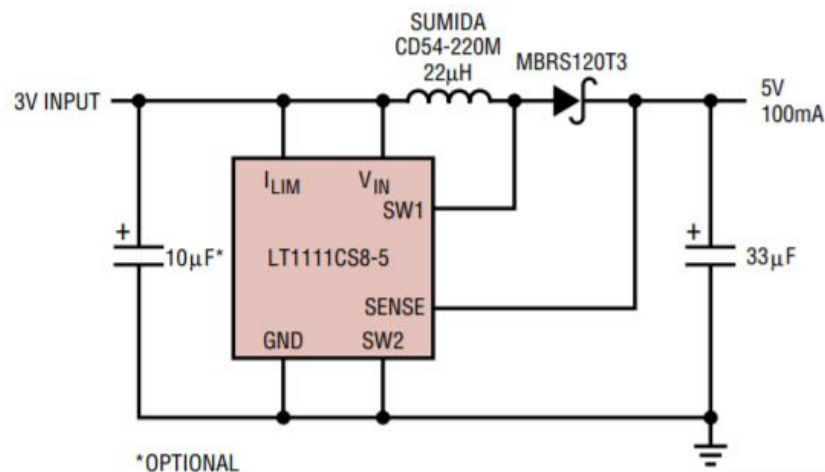 SUMIDA
CD54-220M
22µH
MBRS120T3
3V INPUT
5V
100mA
ILIM
VIN
SW1
+
10µF*
LT1111CS8-5
+
33µF
SENSE
GND
SW2
*OPTIONAL